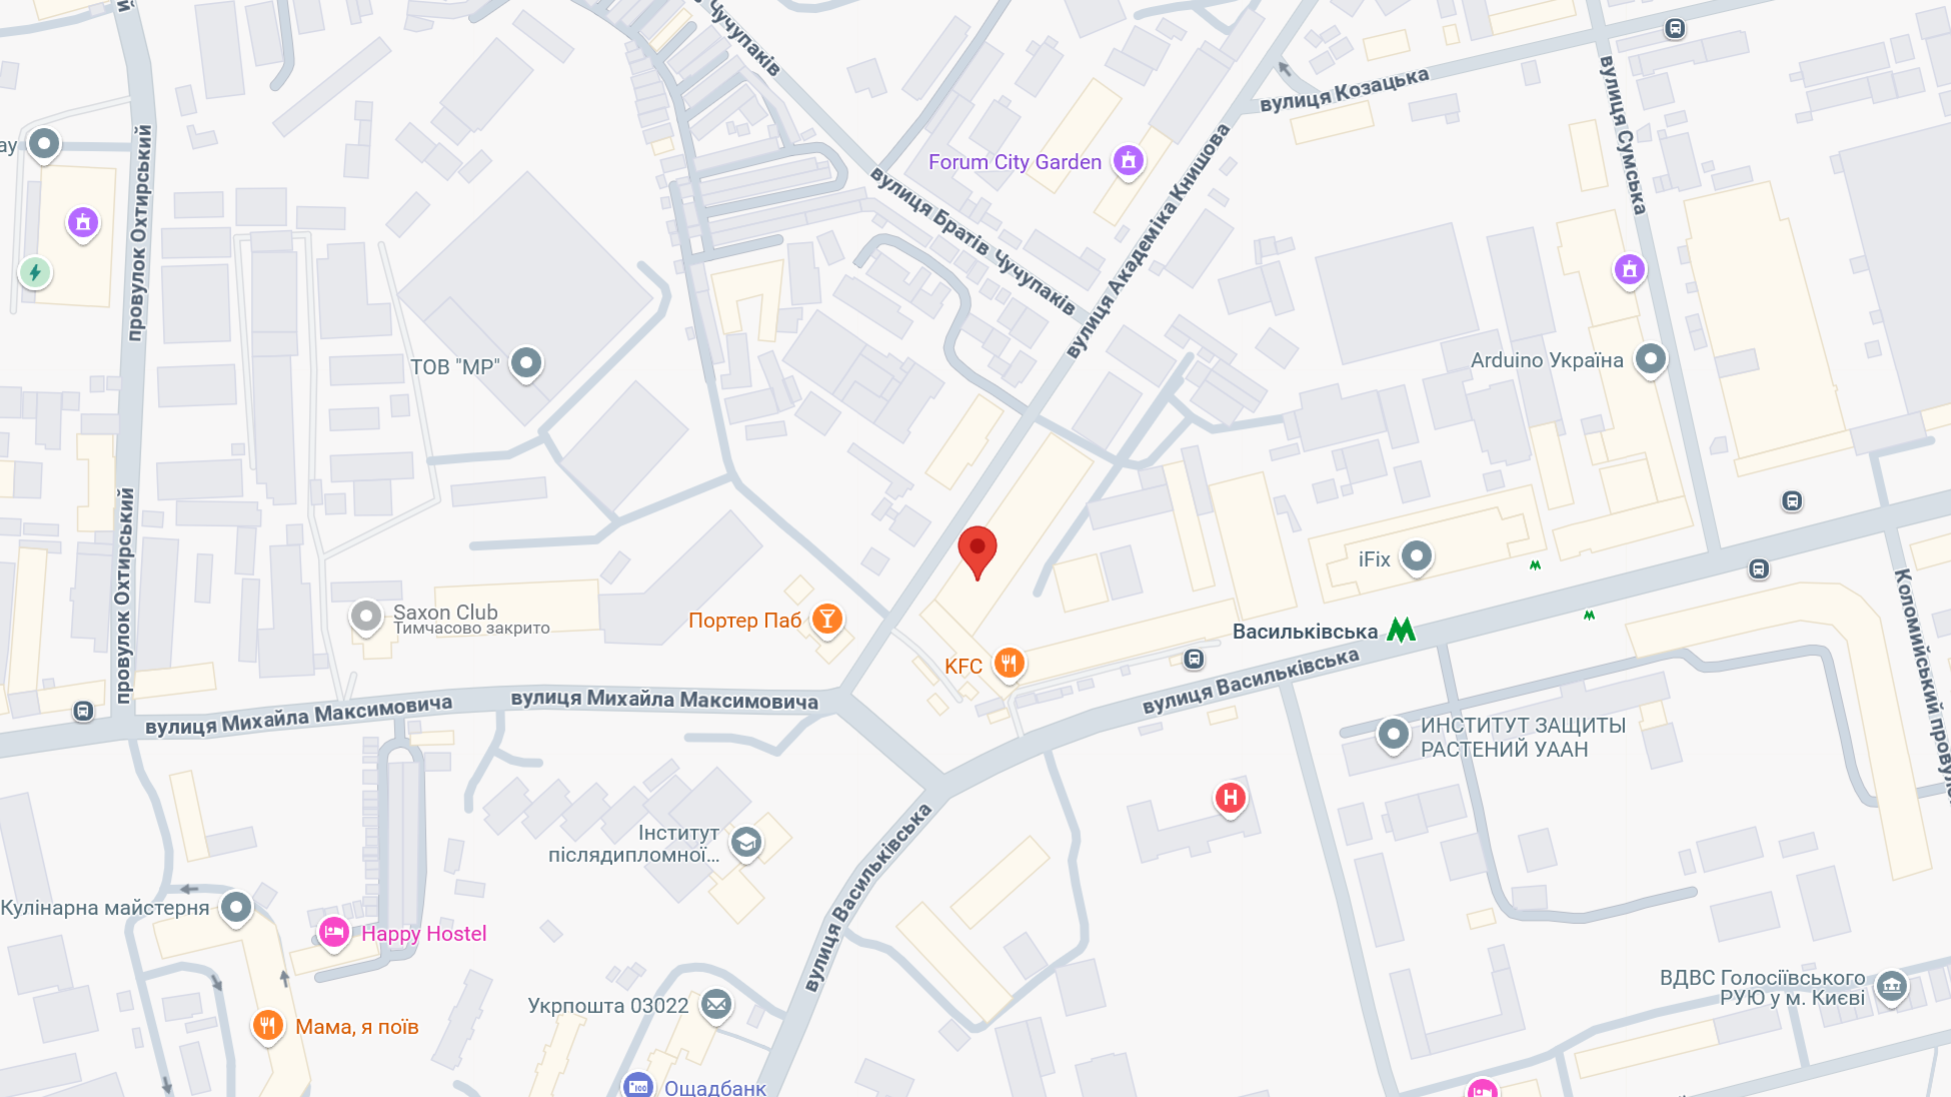 Чучупаків
вулиця Козацька
вулиця Сумська
ay
Forum City Garden
вулиця Академіка Книшова
вулиця Братів Чучупаків
провулок Охтирський
ТОВ "МР"
Arduino Україна
провулок Охтирський
iFix
Saxon Club
Тимчасово закрито
Портер Паб
Васильківська
KFC
вулиця Васильківська
Коломийський провуло
вулиця Михайла Максимовича
вулиця Михайла Максимовича
ИНСТИТУТ ЗАЩИТЫ
РАСТЕНИЙ УААН
H
Інститут
післядипломної...
вулиця Васильківська
Кулінарна майстерня
Happy Hostel
ВДВС Голосіївського
РУЮ у м. Києві
Укрпошта 03022
Мама, я поїв
Ощадбанк